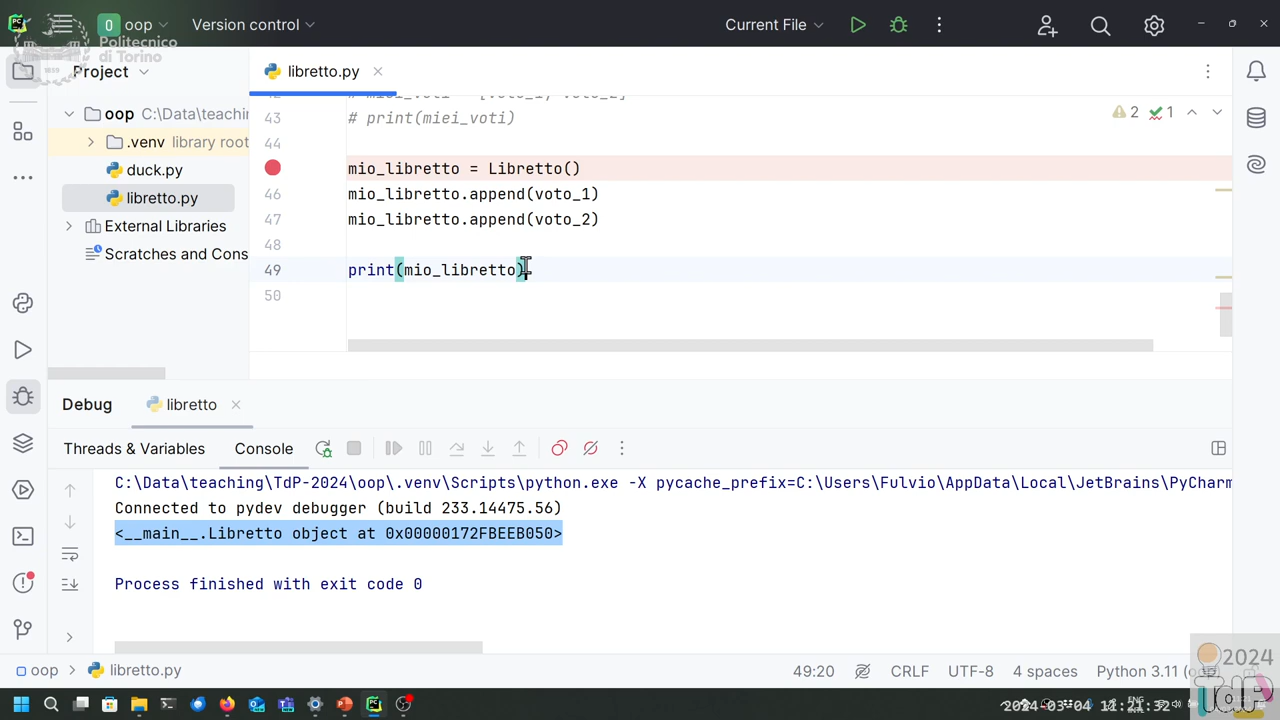 oop
Version control
Current File
Politecnico
di Torino
1859
Project
libretto.py
oop C:\Data\teachi
.venv library root
duck.py
libretto.py
External Libraries
Scratches and Cons
43 # print(miei_voti)
2 1
44
mio_libretto = Libretto()
46 mio_libretto.append(voto_1)
47 mio_libretto.append(voto_2)
48
49 print(mio_libretto)
50
Debug
libretto
Threads & Variables
Console
C:\Data\teaching\TdP-2024\oop\.venv\Scripts\python.exe -X pycache_prefix=C:\Users\Fulvio\AppData\Local\JetBrains\PyCharm
Connected to pydev debugger (build 233.14475.56)
<__main__.Libretto object at 0x00000172FBEEB050>
Process finished with exit code 0
oop
libretto.py
49:20
CRLF
UTF-8
4 spaces
Python 3.11
2024
TdP